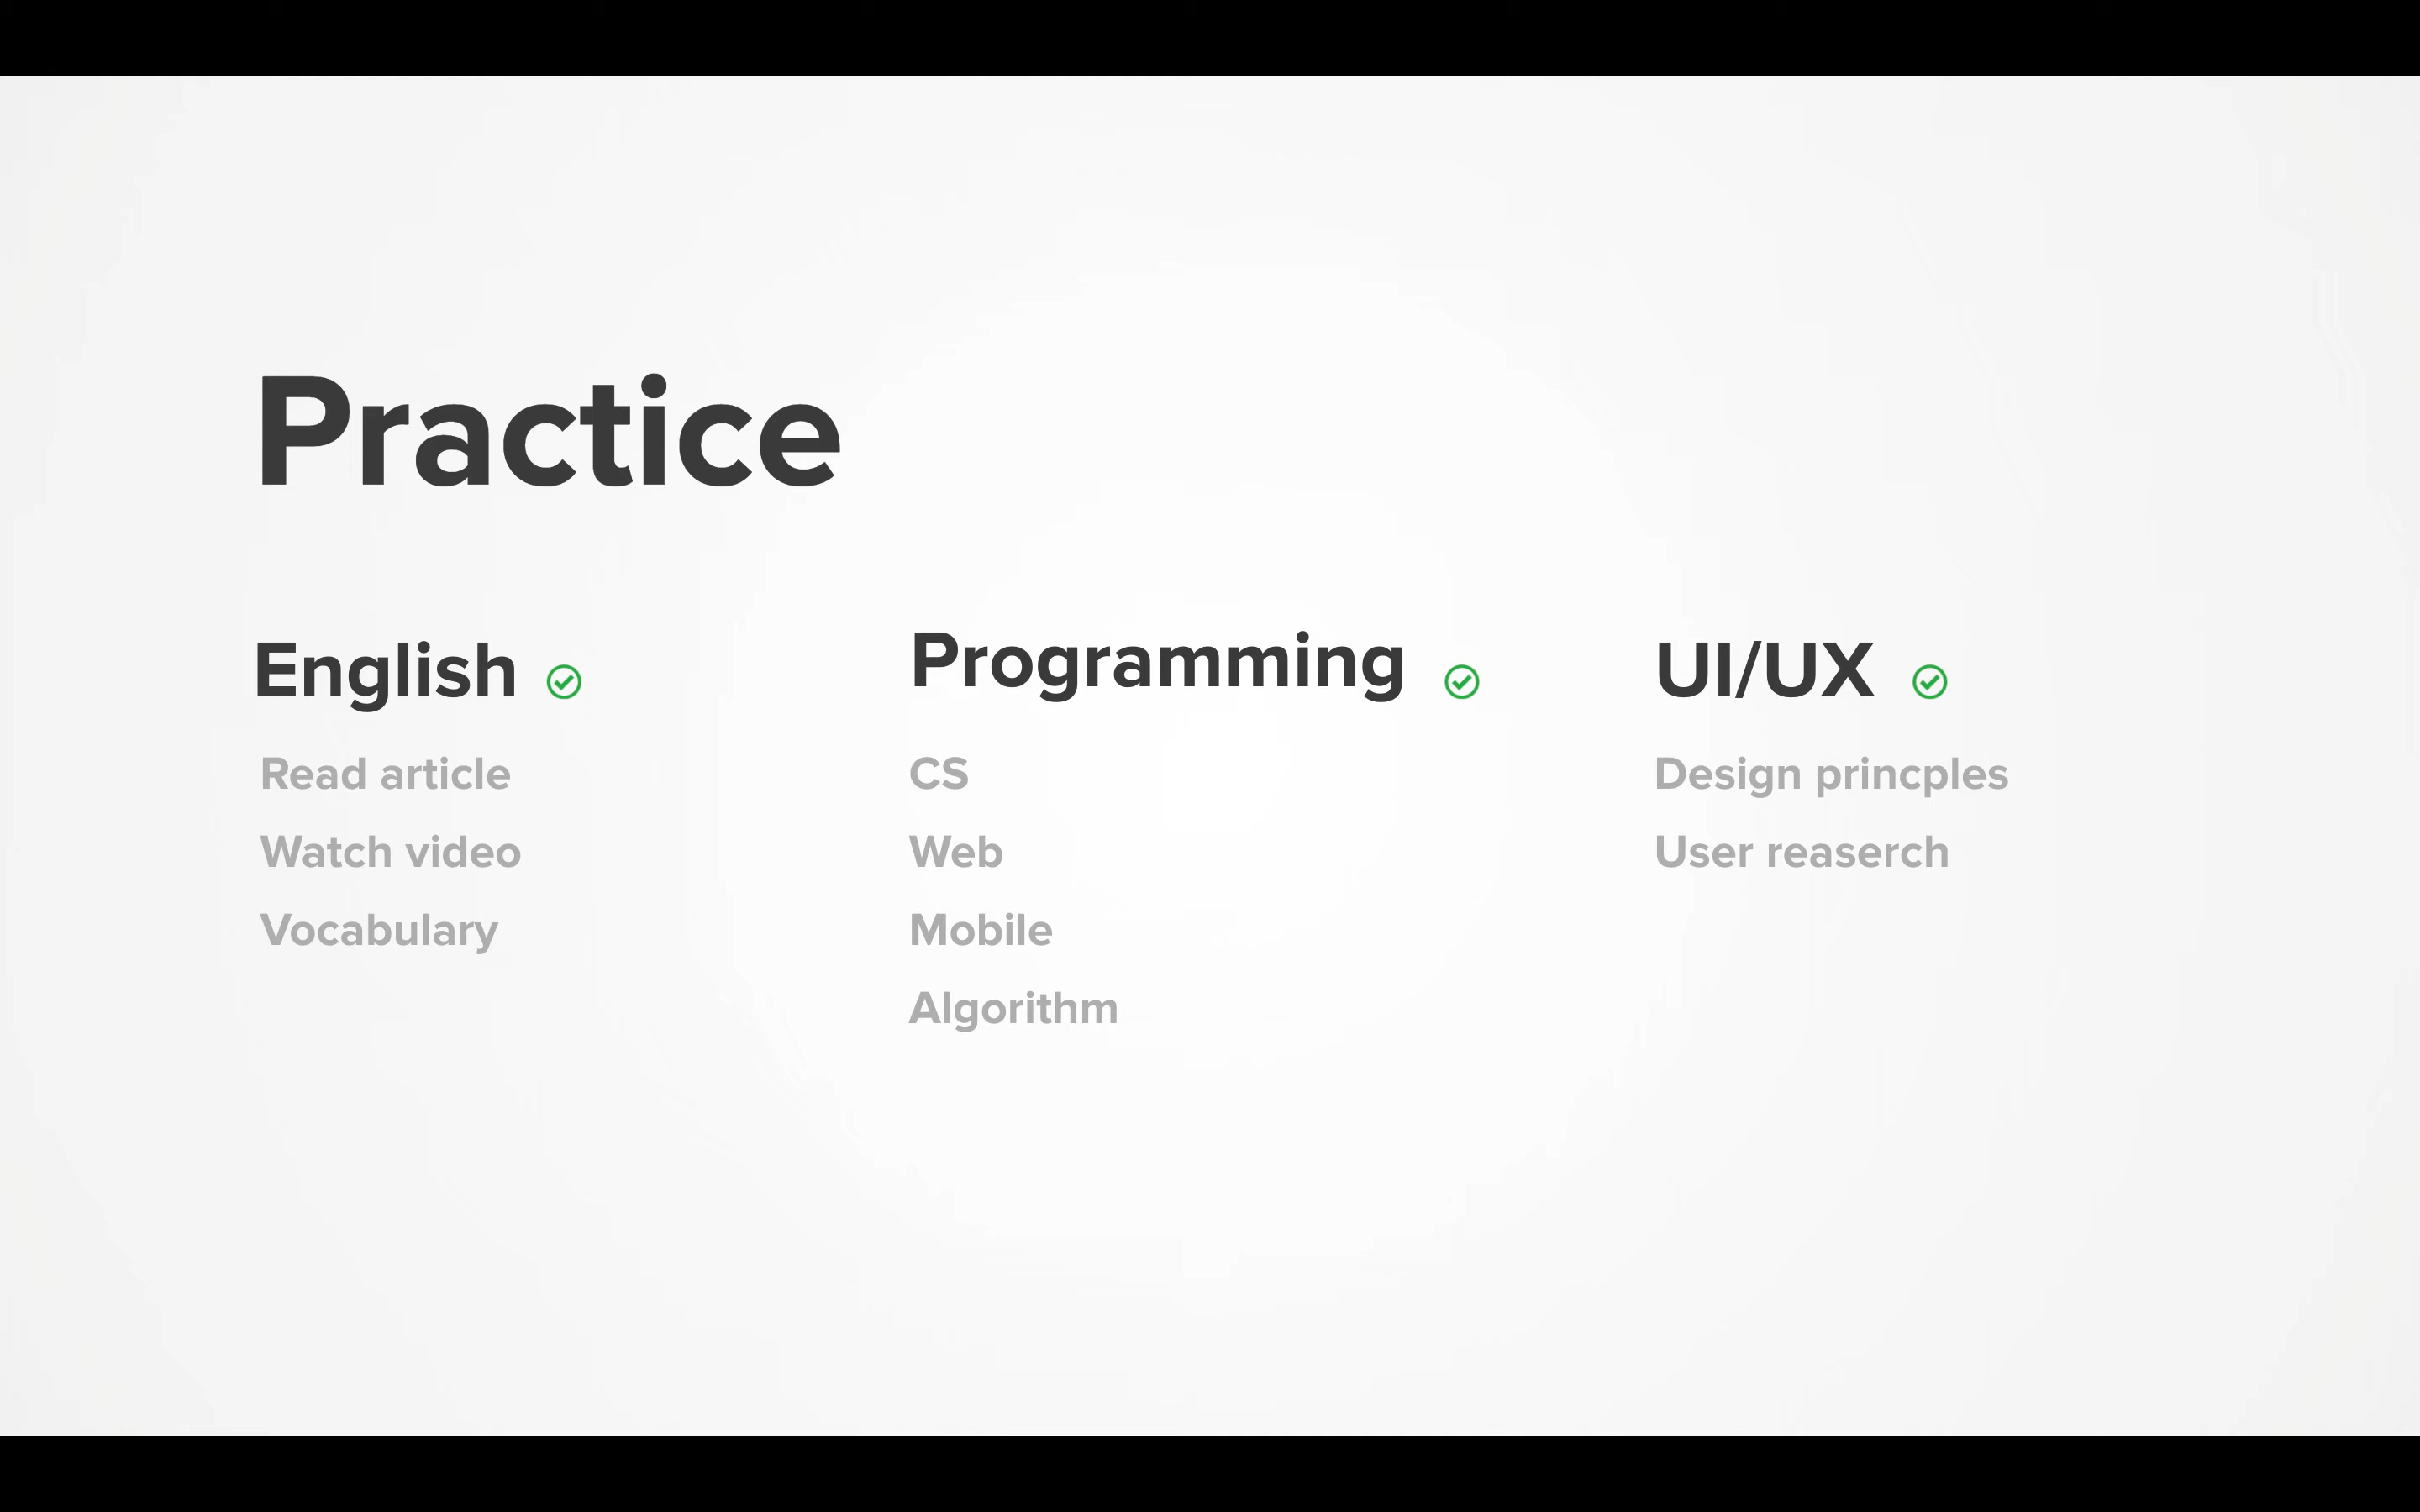 Practice
English
Read article
Watch video
Vocabulary
Programming
CS
Web
Mobile
Algorithm
UI/UX
Design princples
User reaserch